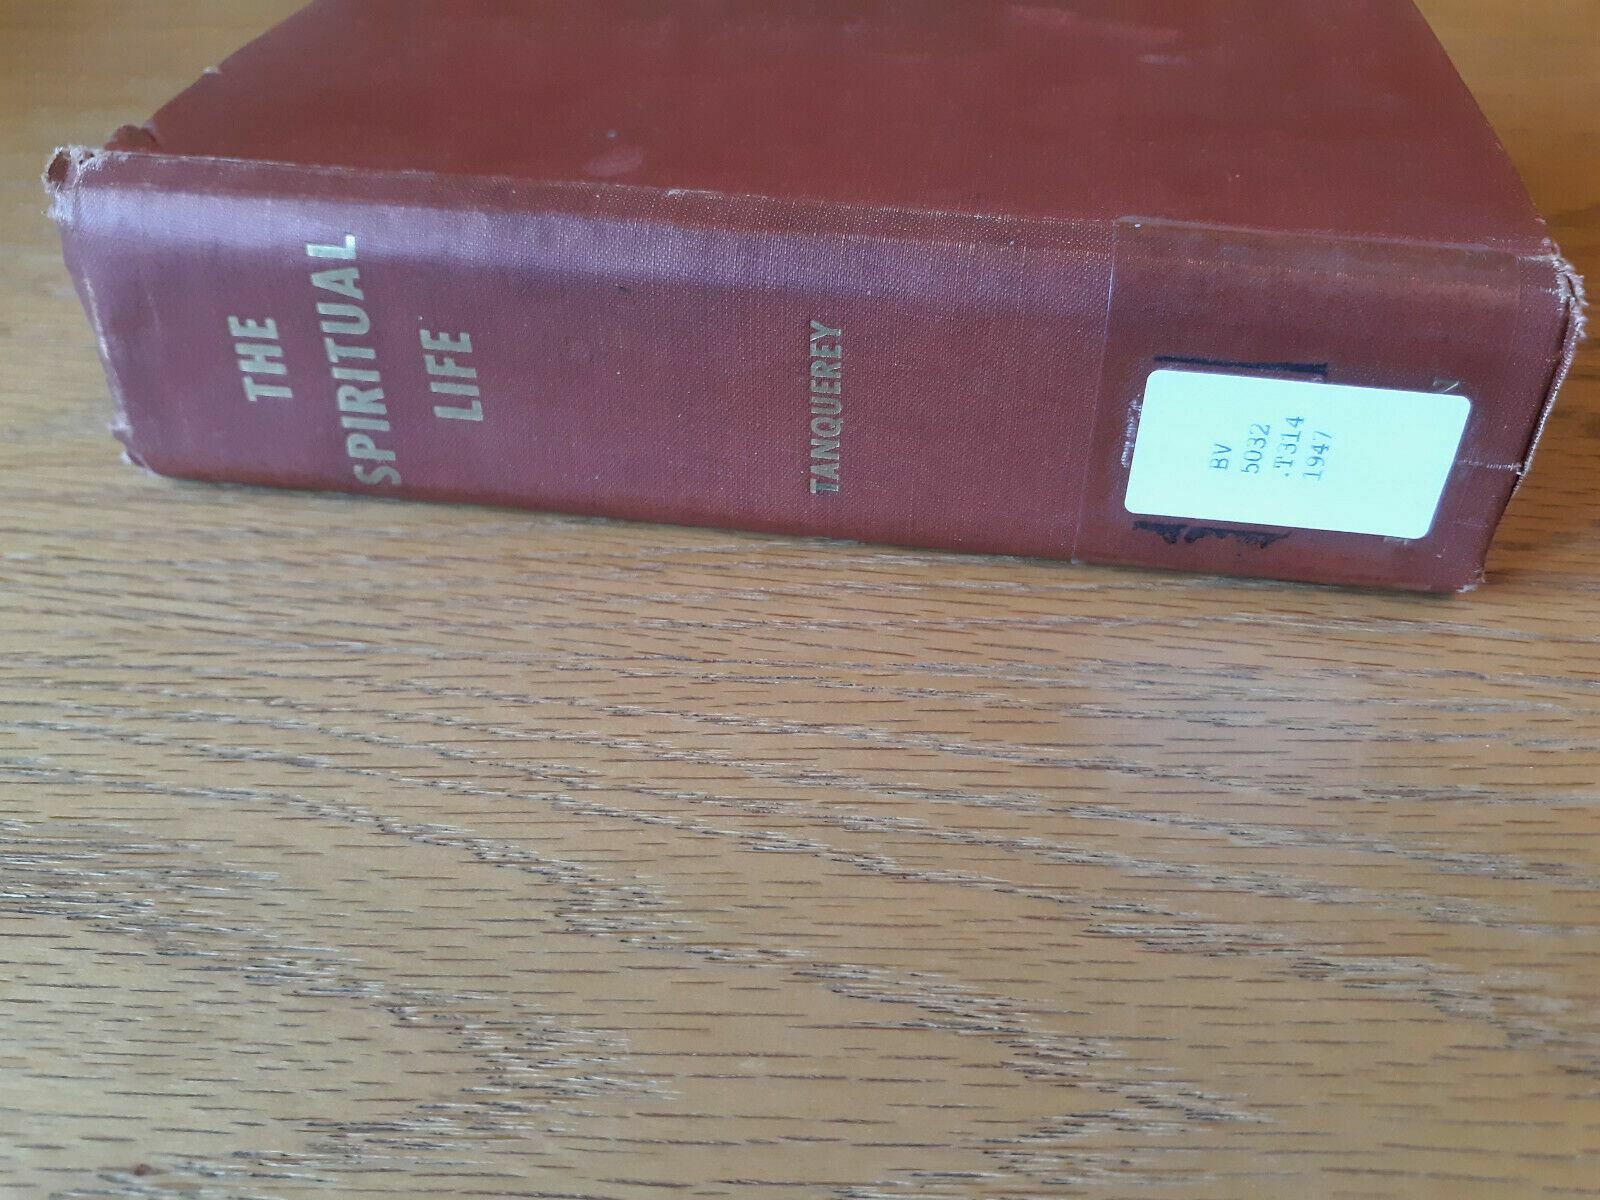 THE
SPIRITUAL
LIFE
TANQUEREY
BV
5032
.T314
1947